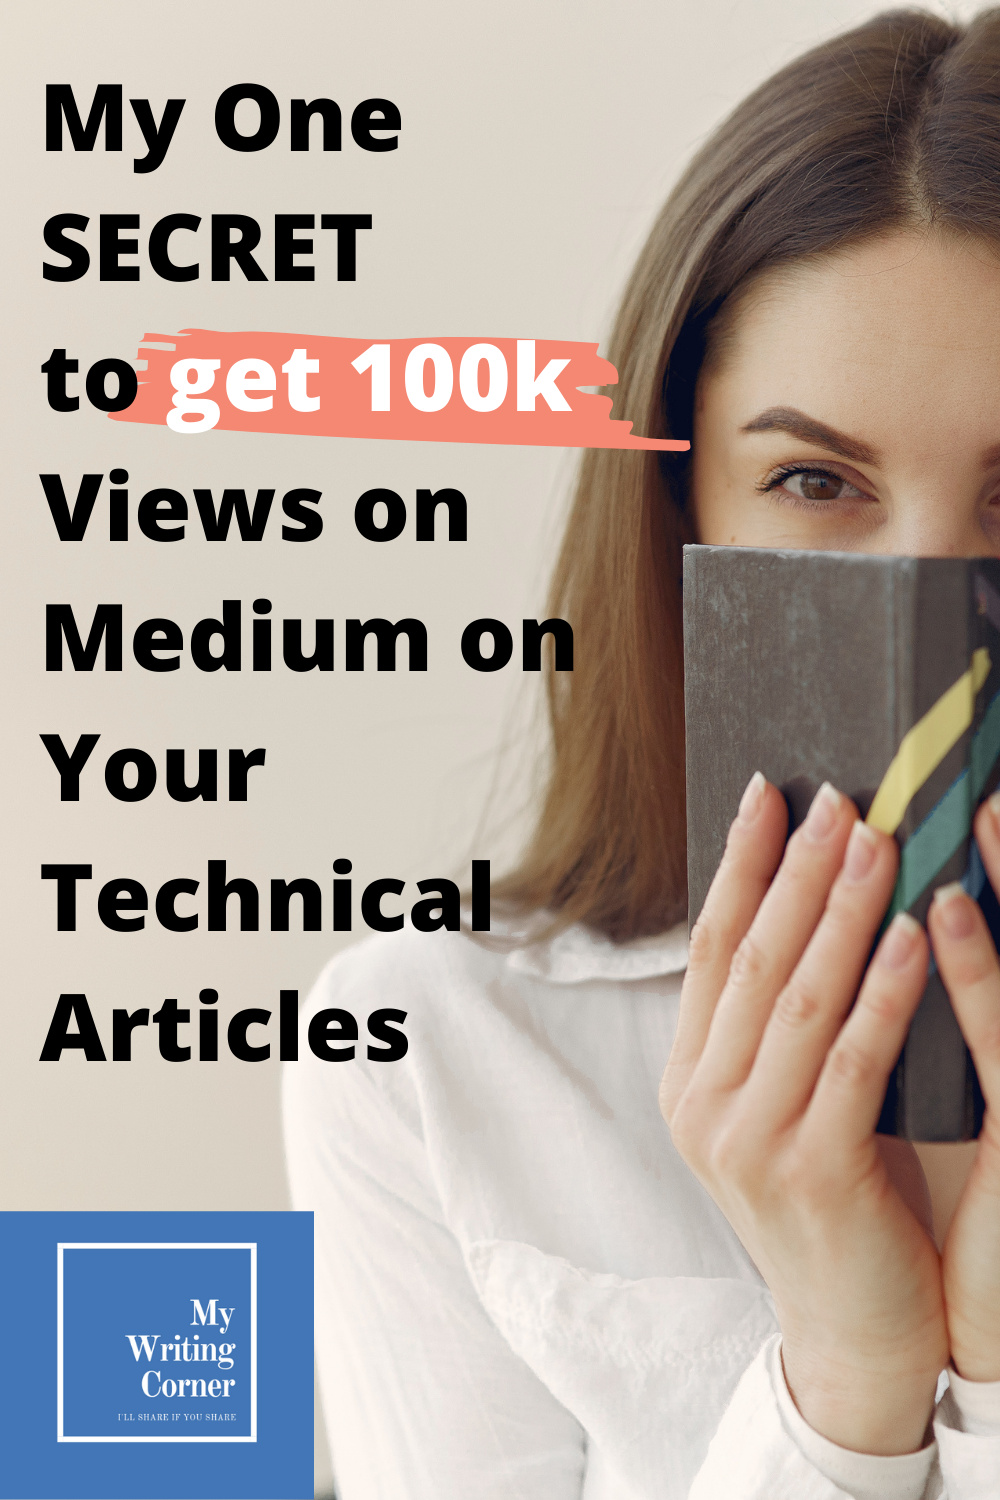 My One
SECRET
to get 100k
Views on
Medium on
Your
Technical
Articles
My
Writing
Corner
I'LL SHARE IF YOU SHARE